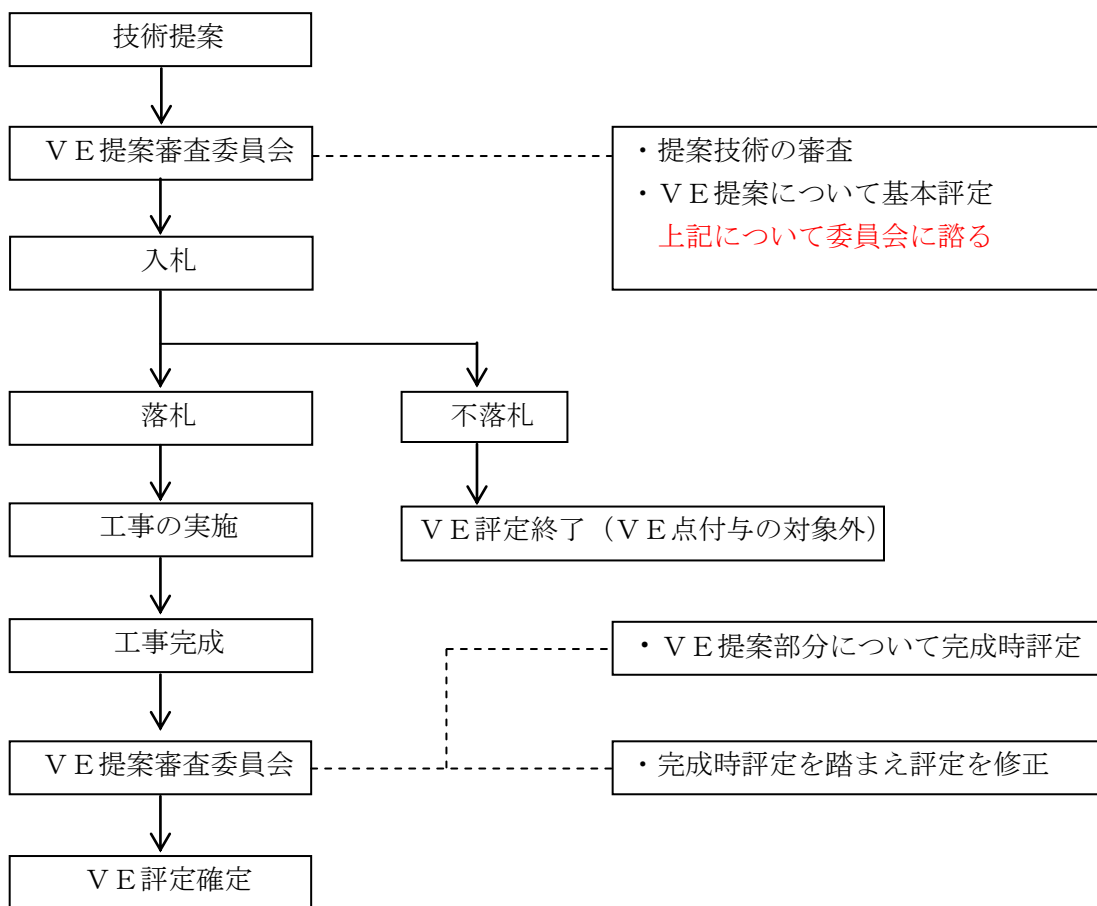 技術提案
ＶＥ提案審査委員会
・提案技術の審査
・ＶＥ提案について基本評定
上記について委員会に諮る
入札
落札
不落札
工事の実施
ＶＥ評定終了（ＶＥ点付与の対象外）
工事完成
・ＶＥ提案部分について完成時評定
ＶＥ提案審査委員会
・完成時評定を踏まえ評定を修正
ＶＥ評定確定